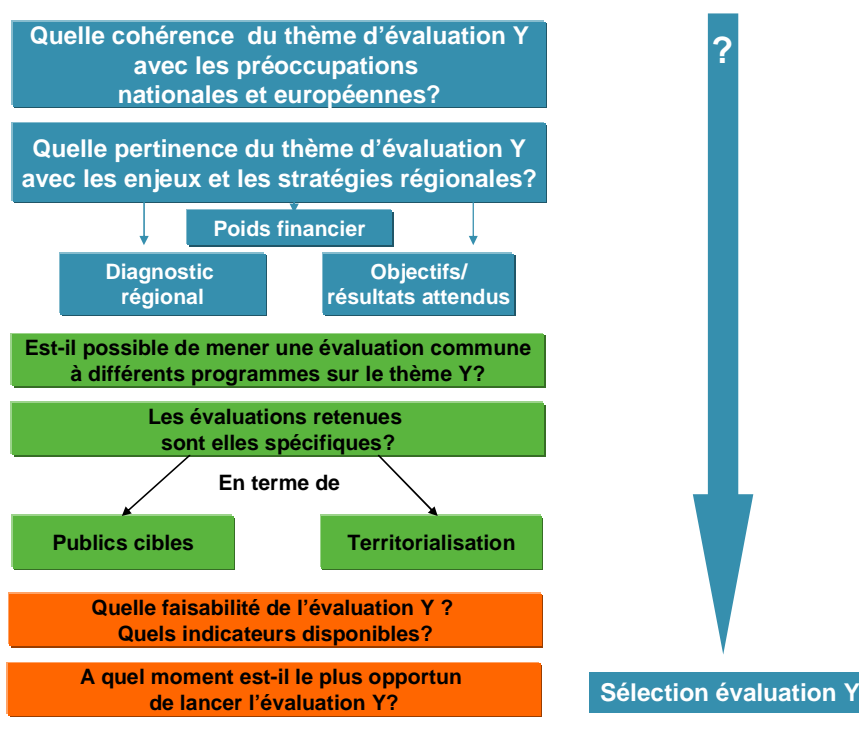 Quelle cohérence du thème d'évaluation Y
avec les préoccupations
nationales et européennes?
?
Quelle pertinence du thème d'évaluation Y
avec les enjeux et les stratégies régionales?
Poids financier
Diagnostic
régional
Objectifs/
résultats attendus
Est-il possible de mener une évaluation commune
à différents programmes sur le thème Y?
Les évaluations retenues
sont elles spécifiques?
En terme de
Publics cibles
Territorialisation
Quelle faisabilité de l'évaluation Y ?
Quels indicateurs disponibles?
A quel moment est-il le plus opportun
de lancer l'évaluation Y?
Sélection évaluation Y